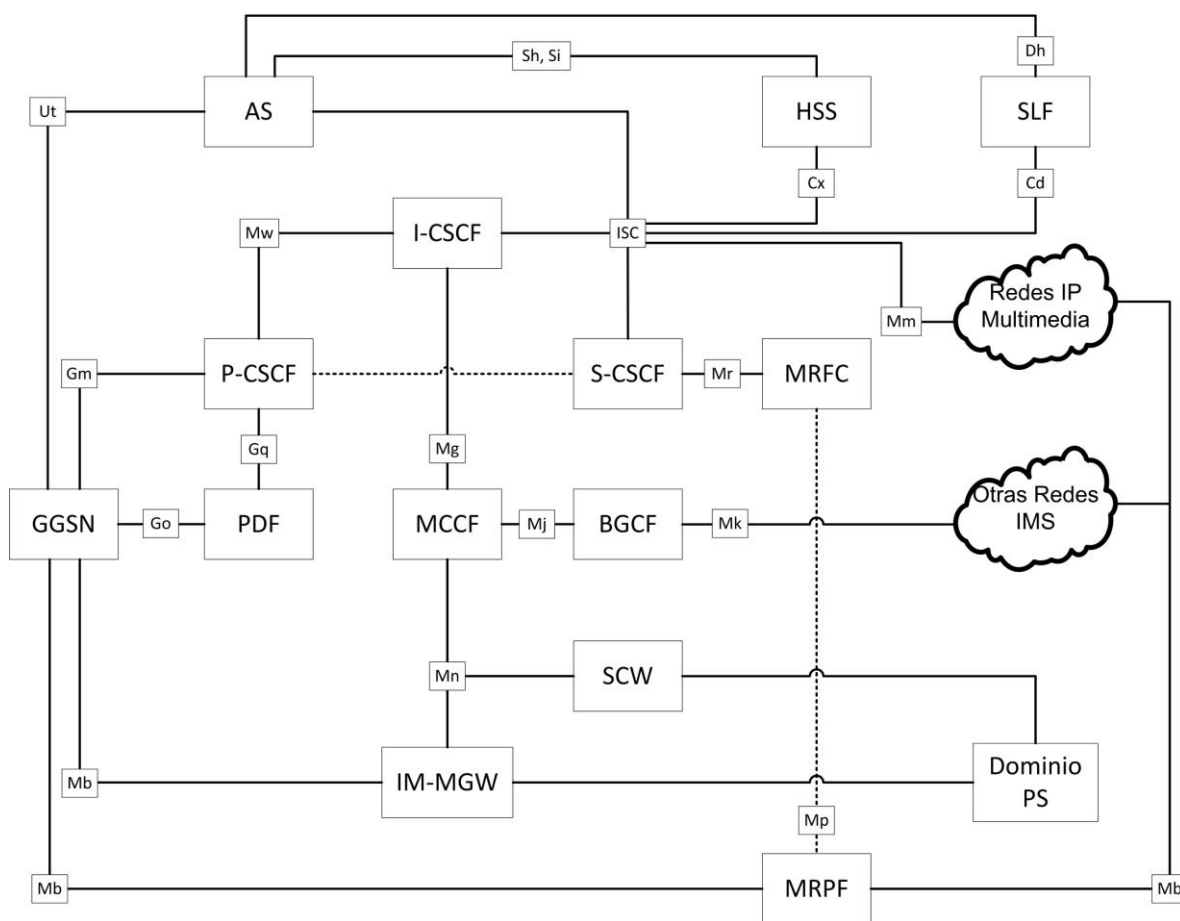 Dh
Sh, Si
Ut
AS
HSS
SLF
Cx
Cd
Mw
I-CSCF
ISC
Redes IP
Multimedia
Mm
Gm
P-CSCF
S-CSCF
Mr
MRFC
Gq
Mg
GGSN
Go
PDF
MCCF
Mj
BGCF
Mk
Otras Redes
IMS
Mn
SCW
Mb
IM-MGW
Dominio
PS
Mp
Mb
MRPF
Mb